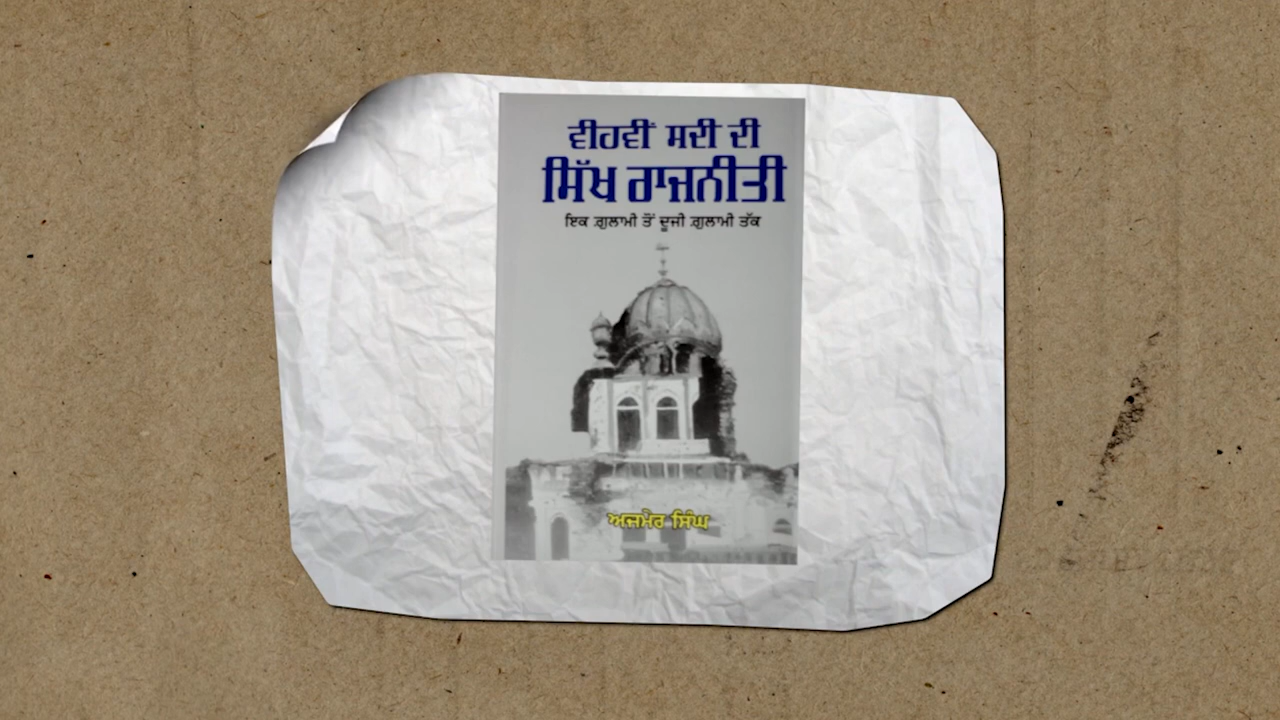 ਵੀਹਵੀਂ ਸਦੀ ਦੀ
ਸਿੱਖ ਰਾਜਨੀਤੀ
ਇਕ ਗ਼ੁਲਾਮੀ ਤੋਂ ਦੂਜੀ ਗ਼ੁਲਾਮੀ ਤੱਕ
ਅਜਮੇਰ ਸਿੰਘ